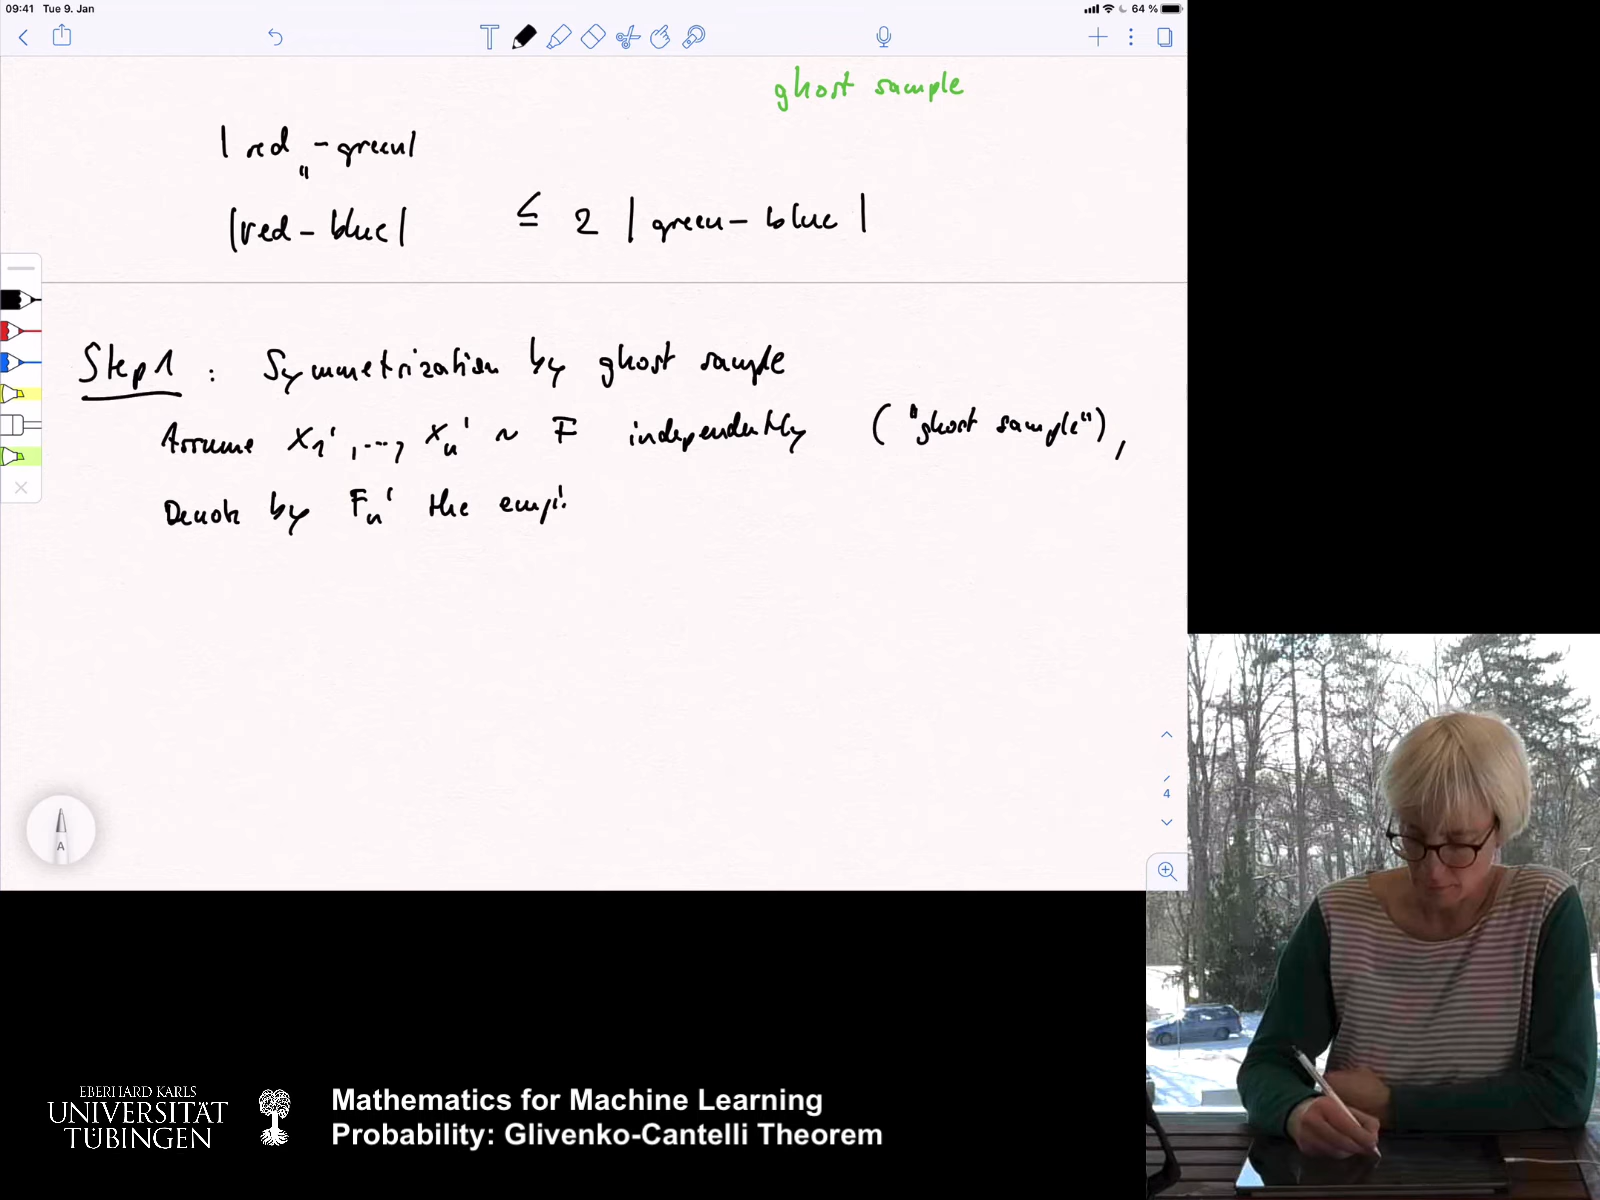 09:41 Tue 9. Jan
64 %
ghost sample
| red - green |
"
| red - blue | ≤ 2 | green - blue |
Step 1 : Symmetrization by ghost sample
Assume X₁', ..., Xₙ' ~ F independently ("ghost sample"),
Denote by Fₙ' the empi
4
A
EBERHARD KARLS
UNIVERSITÄT
TÜBINGEN
Mathematics for Machine Learning
Probability: Glivenko-Cantelli Theorem